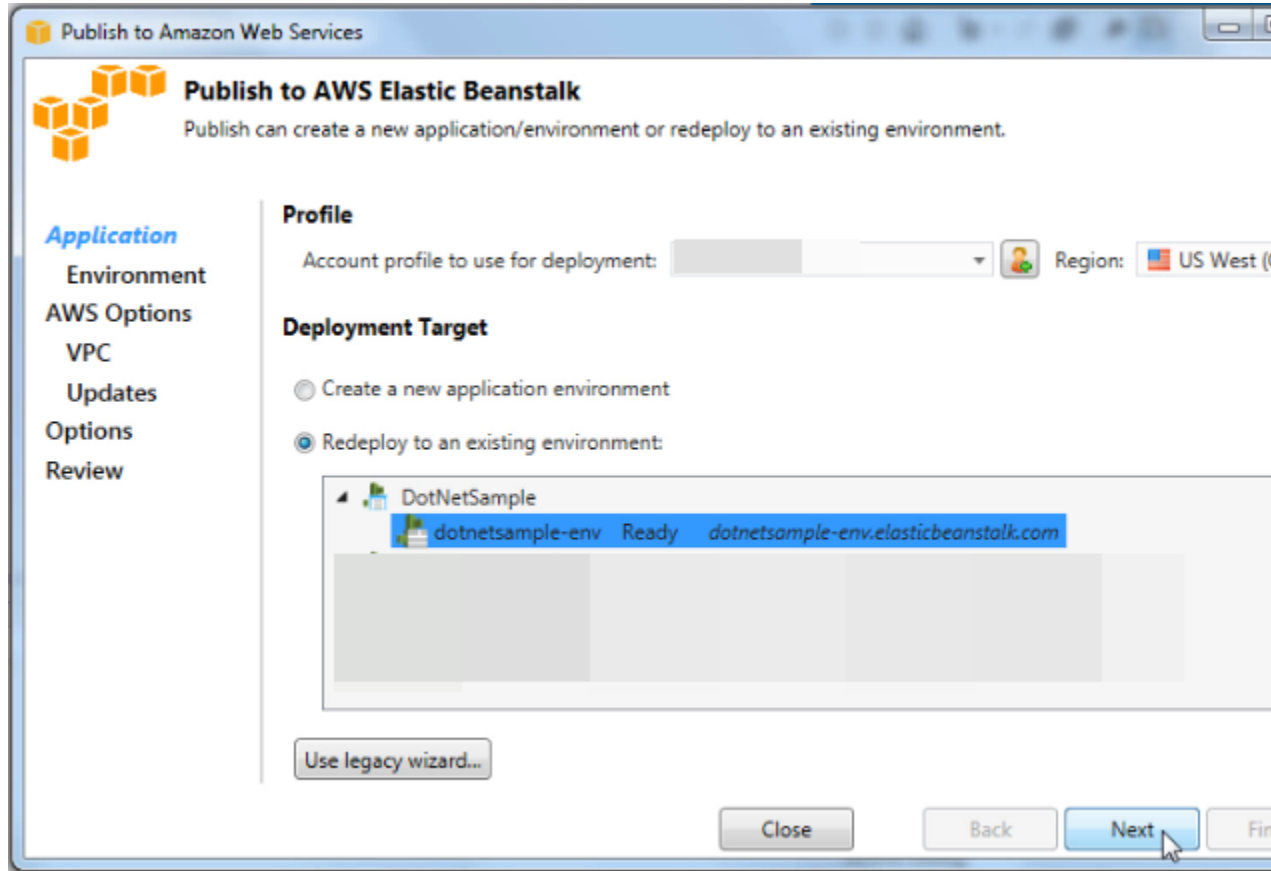 Publish to Amazon Web Services
Publish to AWS Elastic Beanstalk
Publish can create a new application/environment or redeploy to an existing environment.
Application
Environment
AWS Options
VPC
Updates
Options
Review
Profile
Account profile to use for deployment: Region: US West
Deployment Target
Create a new application environment
Redeploy to an existing environment:
DotNetSample
dotnetsample-env Ready dotnetsample-env.elasticbeanstalk.com
Use legacy wizard...
Close Back Next